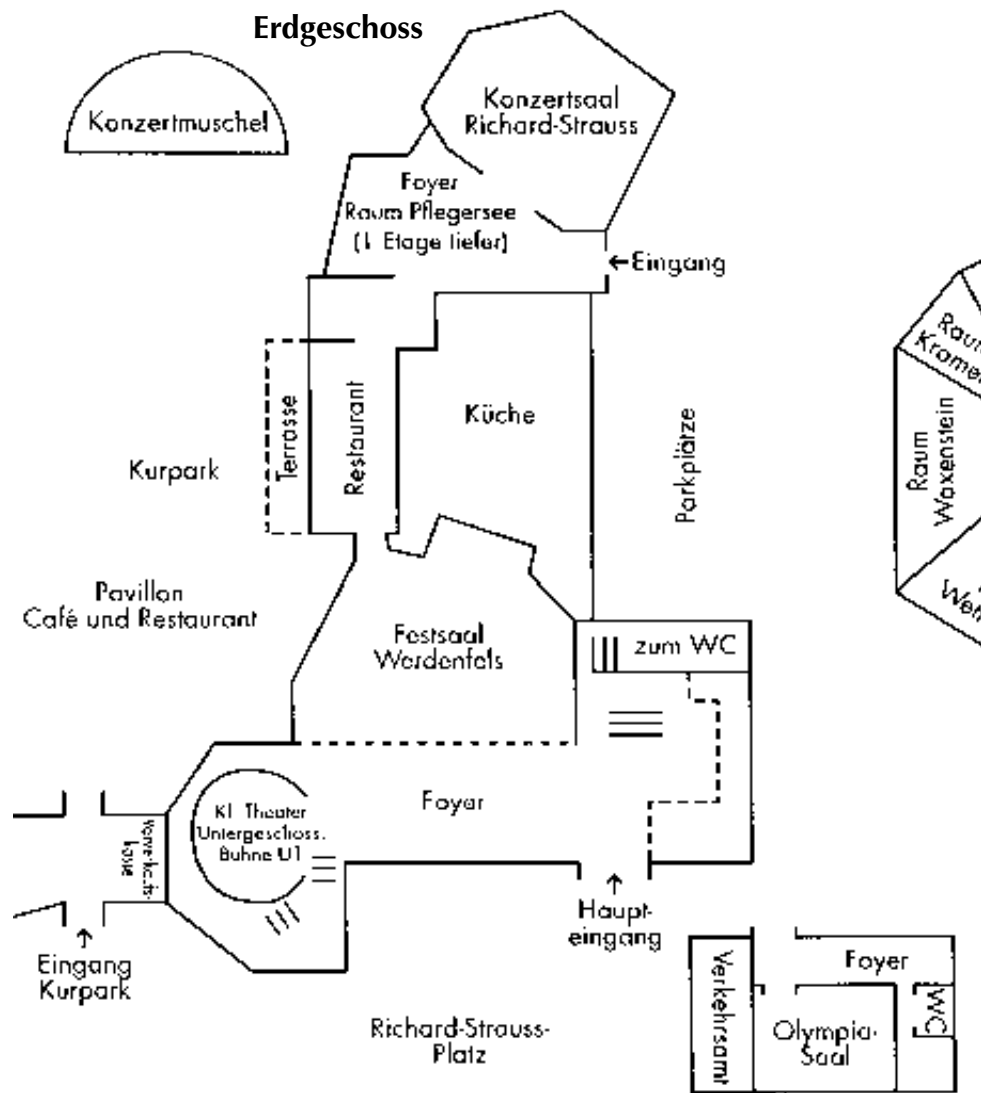 Erdgeschoss
Konzertmuschel
Konzertsaal
Richard-Strauss
Foyer
Raum Pflegersee
(1 Etage tiefer)
←Eingang
Terrasse
Restaurant
Küche
Parkplätze
Kurpark
Raum
Waxenstein
Pavillon
Café und Restaurant
Festsaal
Werdenfels
zum WC
Foyer
Kl Theater
Untergeschoss.
Bühne U1
Vorverkaufs-
kasse
Haupt-
eingang
Eingang
Kurpark
Richard-Strauss-
Platz
Verkehrsamt
Foyer
WC
Olympia-
Saal